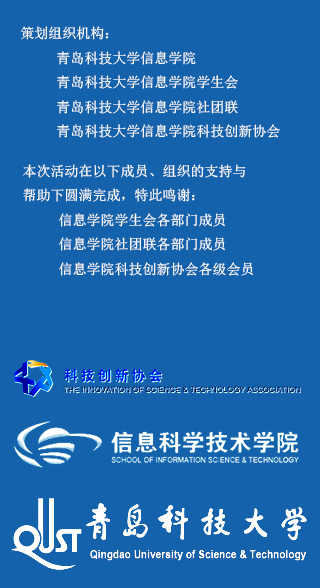 策划组织机构：
青岛科技大学信息学院
青岛科技大学信息学院学生会
青岛科技大学信息学院社团联
青岛科技大学信息学院科技创新协会
本次活动在以下成员、组织的支持与
帮助下圆满完成，特此鸣谢：
信息学院学生会各部门成员
信息学院社团联各部门成员
信息学院科技创新协会各级会员
科技创新协会
THE INNOVATION OF SCIENCE & TECHNOLOGY ASSOCIATION
信息科学技术学院
SCHOOL OF INFORMATION SCIENCE & TECHNOLOGY
QUST 青岛科技大学
Qingdao University of Science & Technology